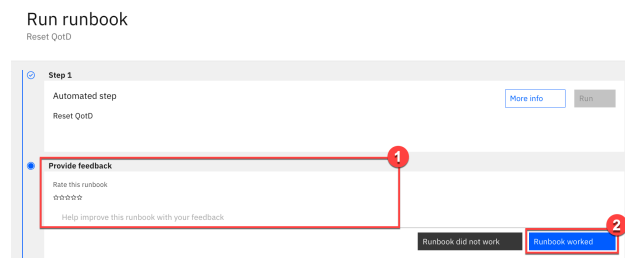 Run runbook
Reset QotD
Step 1
Automated step
More info
Run
Reset QotD
1
Provide feedback
Rate this runbook
Help improve this runbook with your feedback
2
Runbook did not work
Runbook worked